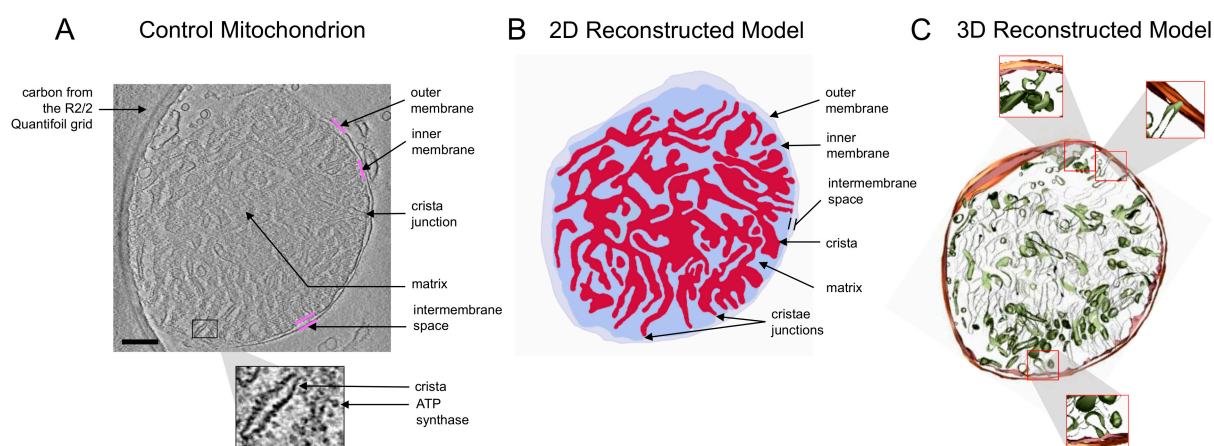 A
Control Mitochondrion
carbon from
the R2/2
Quantifoil grid
outer
membrane
inner
membrane
crista
junction
matrix
intermembrane
space
crista
ATP
synthase
B
2D Reconstructed Model
outer
membrane
inner
membrane
intermembrane
space
crista
matrix
cristae
junctions
C
3D Reconstructed Model